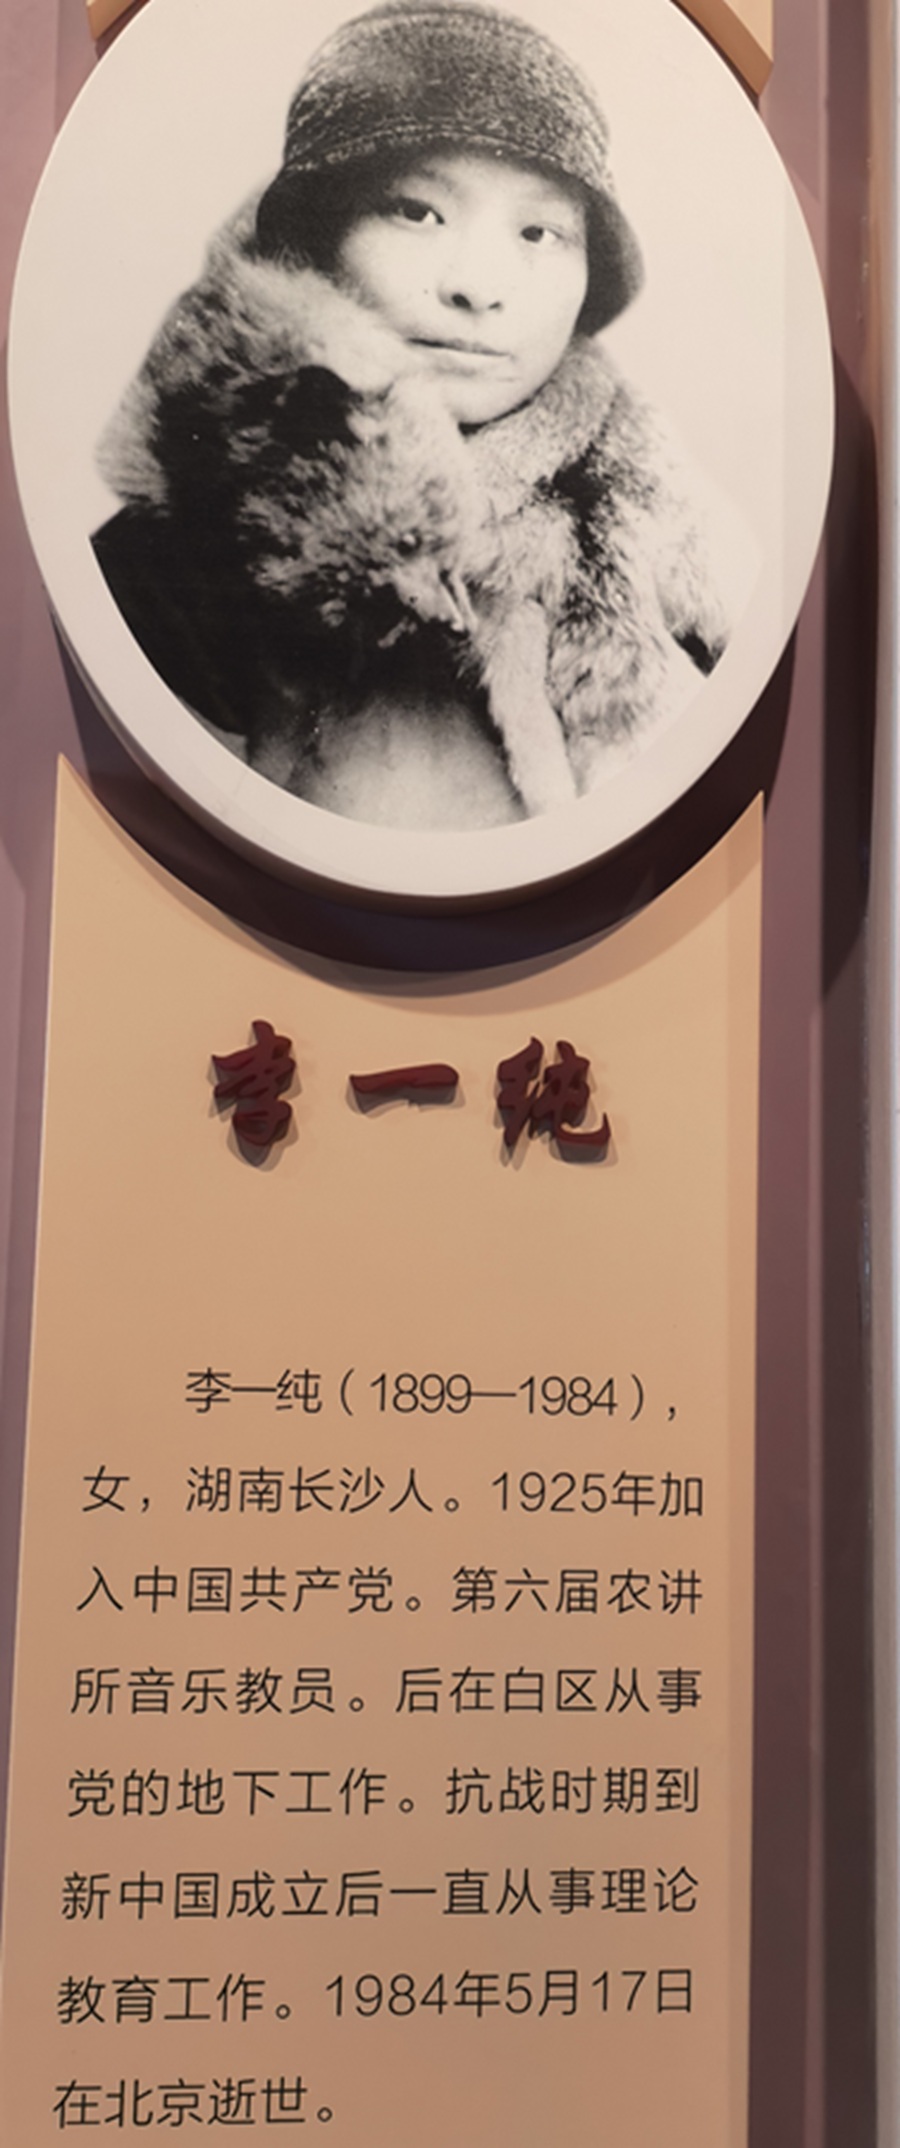 李一纯
李一纯（1899—1984），
女，湖南长沙人。1925年加
入中国共产党。第六届农讲
所音乐教员。后在白区从事
党的地下工作。抗战时期到
新中国成立后一直从事理论
教育工作。1984年5月17日
在北京逝世。